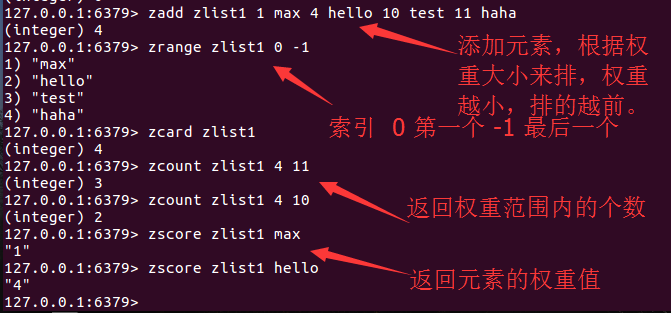 127.0.0.1:6379> zadd zlist1 1 max 4 hello 10 test 11 haha
(integer) 4
127.0.0.1:6379> zrange zlist1 0 -1
1) "max"
2) "hello"
3) "test"
4) "haha"
127.0.0.1:6379> zcard zlist1
(integer) 4
127.0.0.1:6379> zcount zlist1 4 11
(integer) 3
127.0.0.1:6379> zcount zlist1 4 10
(integer) 2
127.0.0.1:6379> zscore zlist1 max
"1"
127.0.0.1:6379> zscore zlist1 hello
"4"
127.0.0.1:6379>
添加元素，根据权
重大小来排，权重
越小，排的越前。
索引 0 第一个 -1 最后一个
返回权重范围内的个数
返回元素的权重值